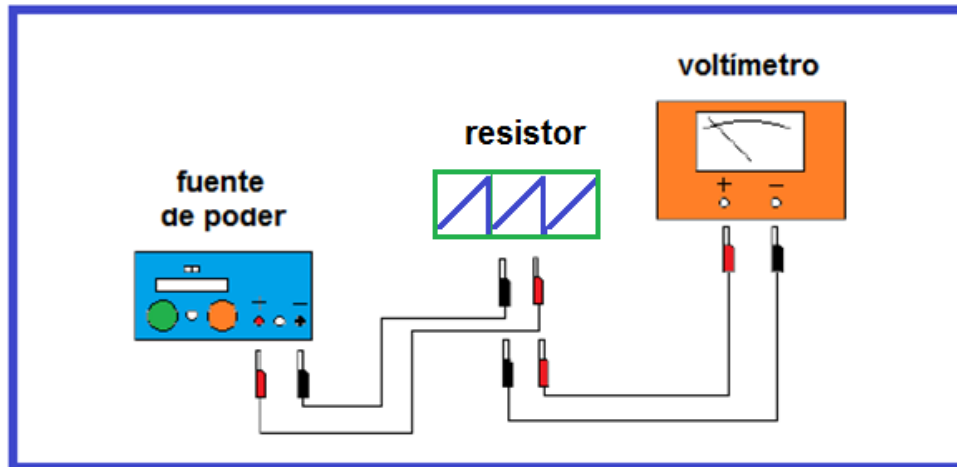 voltímetro
resistor
fuente
de poder
+ −